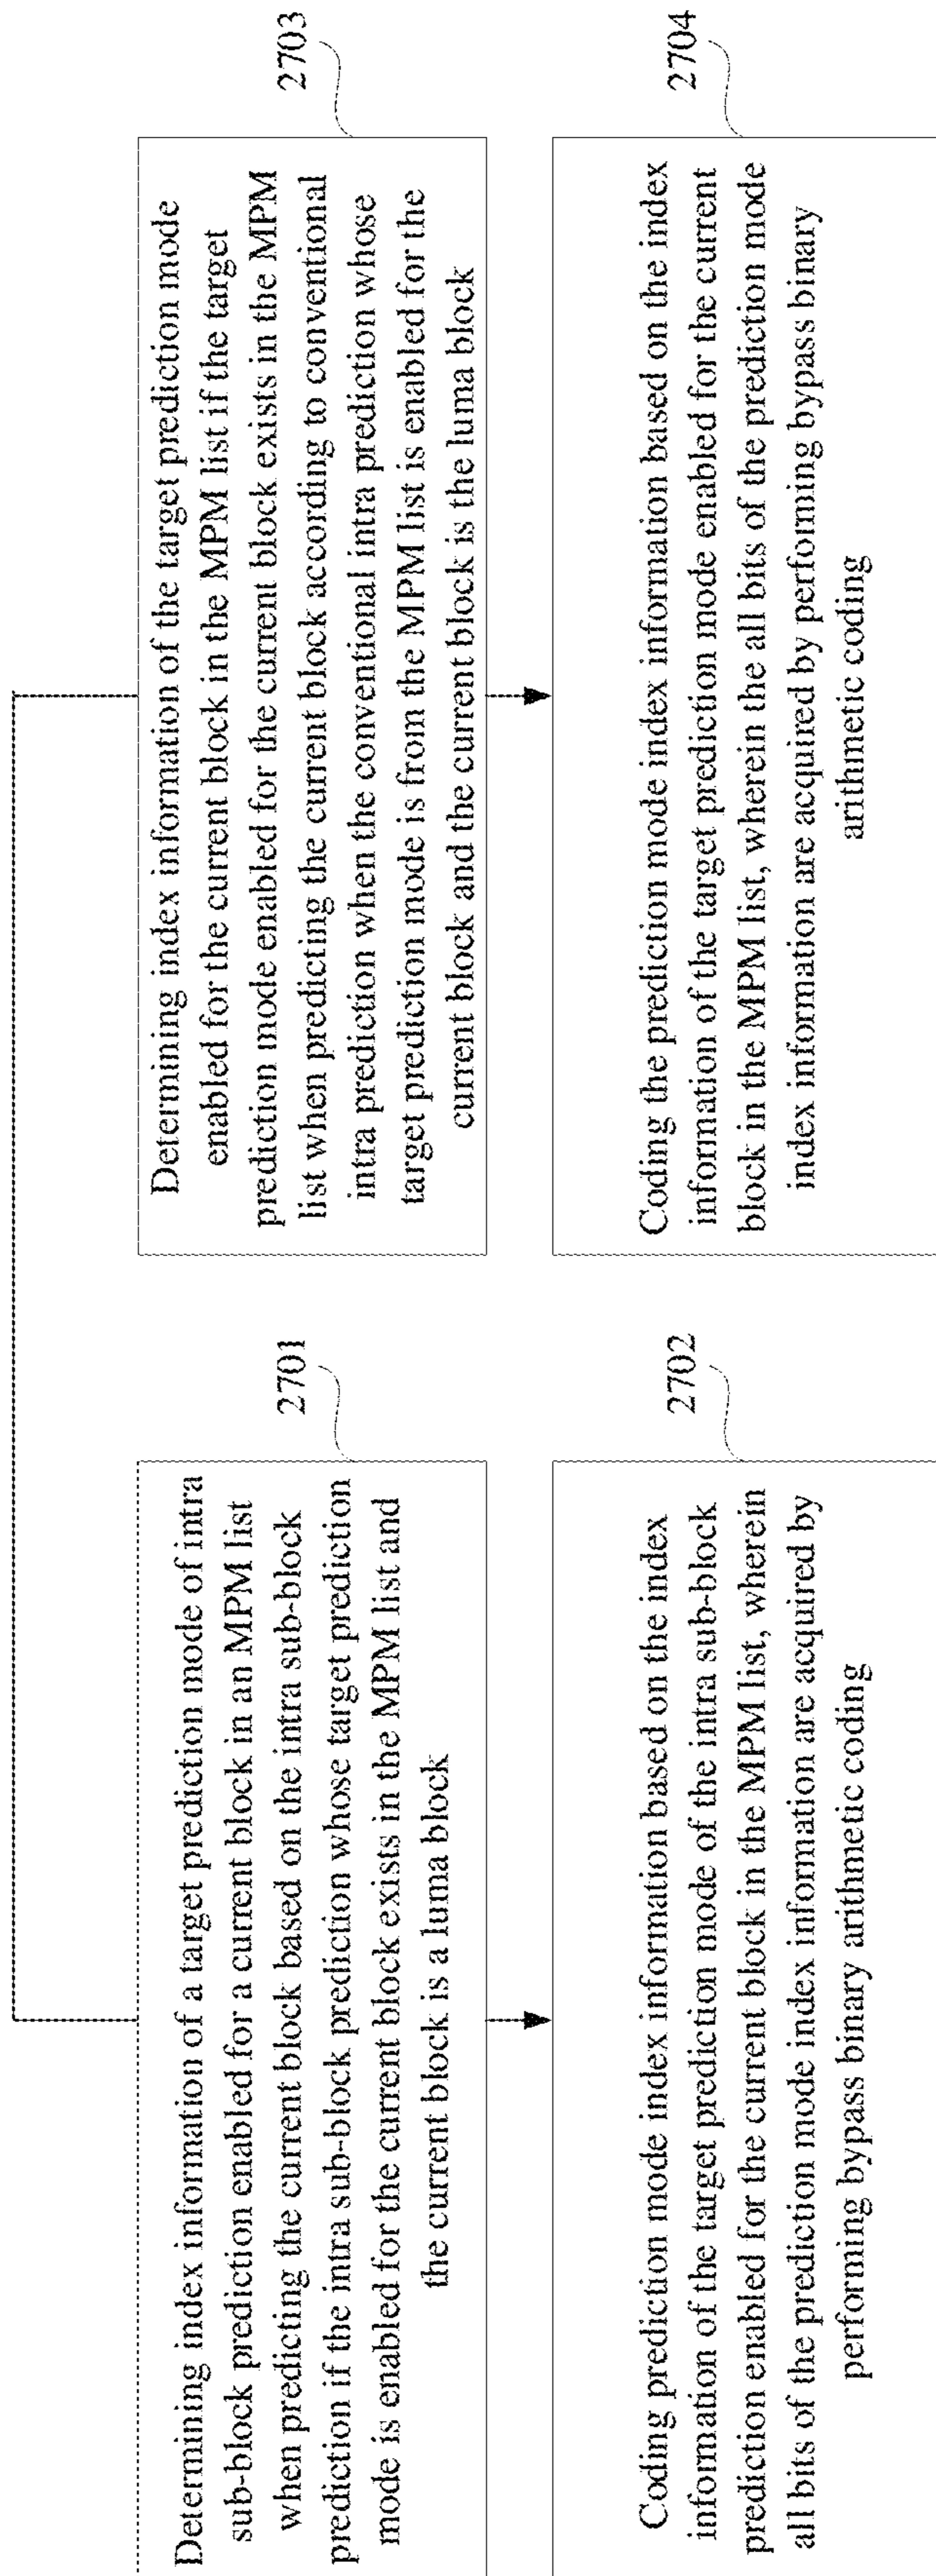 2701
Determining index information of a target prediction mode of intra
sub-block prediction enabled for a current block in an MPM list
when predicting the current block based on the intra sub-block
prediction if the intra sub-block prediction whose target prediction
mode is enabled for the current block exists in the MPM list and
the current block is a luma block
2702
Coding prediction mode index information based on the index
information of the target prediction mode of the intra sub-block
prediction enabled for the current block in the MPM list, wherein
all bits of the prediction mode index information are acquired by
performing bypass binary arithmetic coding
2703
Determining index information of the target prediction mode
enabled for the current block in the MPM list if the target
prediction mode enabled for the current block exists in the MPM
list when predicting the current block according to conventional
intra prediction when the conventional intra prediction whose
target prediction mode is from the MPM list is enabled for the
current block and the current block is the luma block
2704
Coding the prediction mode index information based on the index
information of the target prediction mode enabled for the current
block in the MPM list, wherein the all bits of the prediction mode
index information are acquired by performing bypass binary
arithmetic coding